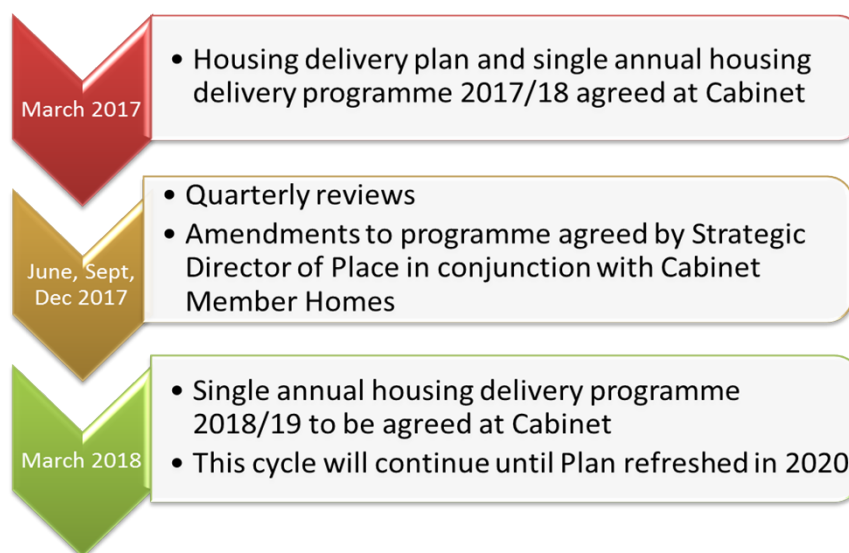 March 2017
• Housing delivery plan and single annual housing
delivery programme 2017/18 agreed at Cabinet
June, Sept,
Dec 2017
• Quarterly reviews
• Amendments to programme agreed by Strategic
Director of Place in conjunction with Cabinet
Member Homes
March 2018
• Single annual housing delivery programme
2018/19 to be agreed at Cabinet
• This cycle will continue until Plan refreshed in 2020